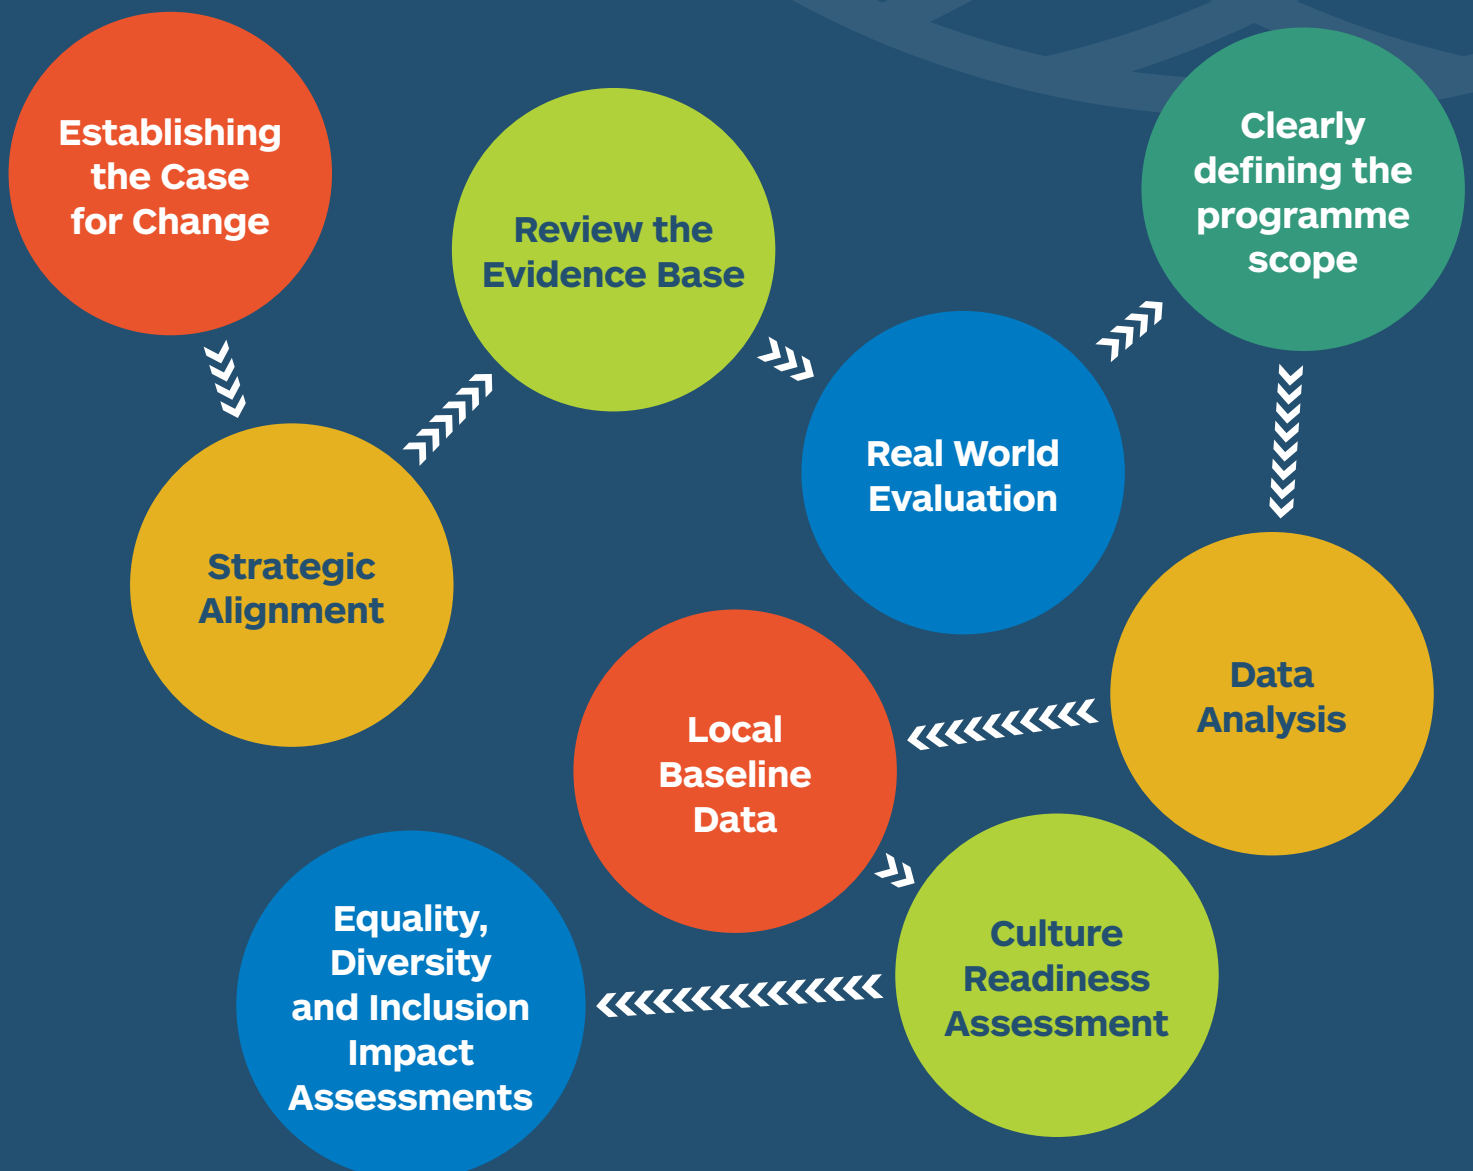 Establishing
the Case
for Change
Strategic
Alignment
Review the
Evidence Base
Real World
Evaluation
Clearly
defining the
programme
scope
Data
Analysis
Local
Baseline
Data
Culture
Readiness
Assessment
Equality,
Diversity
and Inclusion
Impact
Assessments